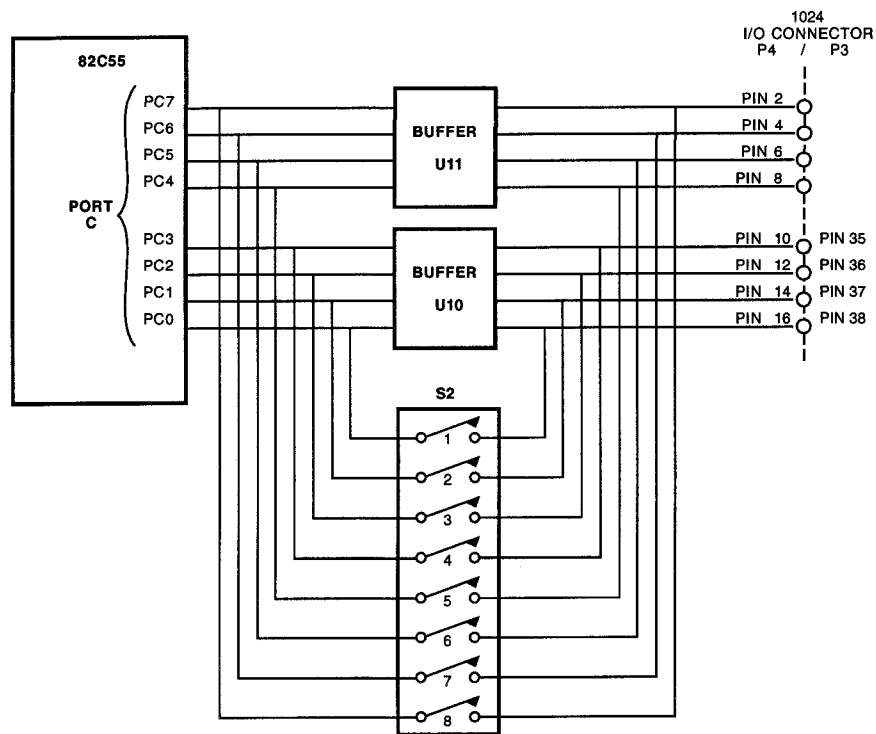 1024
I/O CONNECTOR
P4 / P3
82C55
PORT
C
PC7
PC6
PC5
PC4
PC3
PC2
PC1
PC0
BUFFER
U11
BUFFER
U10
PIN 2
PIN 4
PIN 6
PIN 8
PIN 10 PIN 35
PIN 12 PIN 36
PIN 14 PIN 37
PIN 16 PIN 38
S2
1
2
3
4
5
6
7
8